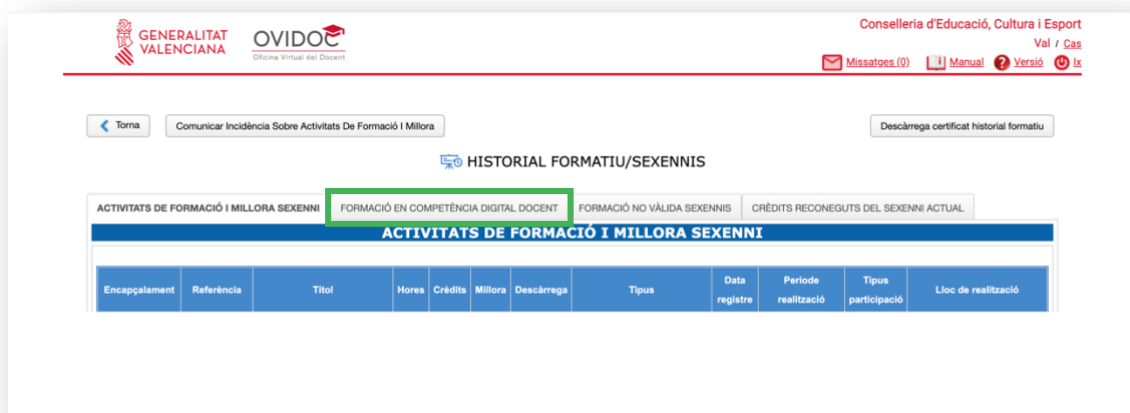 GENERALITAT
VALENCIANA
OVIDOC
Oficina Virtual del Docent
Conselleria d'Educació, Cultura i Esport
Val / Cas
Missatges (0) Manual Versió Ix
Torna
Comunicar Incidència Sobre Activitats De Formació I Millora
Descàrrega certificat historial formatiu
HISTORIAL FORMATIU/SEXENNIS
ACTIVITATS DE FORMACIÓ I MILLORA SEXENNI
FORMACIÓ EN COMPETÈNCIA DIGITAL DOCENT
FORMACIÓ NO VÀLIDA SEXENNIS
CRÈDITS RECONEGUTS DEL SEXENNI ACTUAL
ACTIVITATS DE FORMACIÓ I MILLORA SEXENNI
Encapçalament
Referència
Títol
Hores
Crèdits
Millora
Descàrrega
Tipus
Data
registre
Periode
realització
Tipus
participació
Lloc de realització